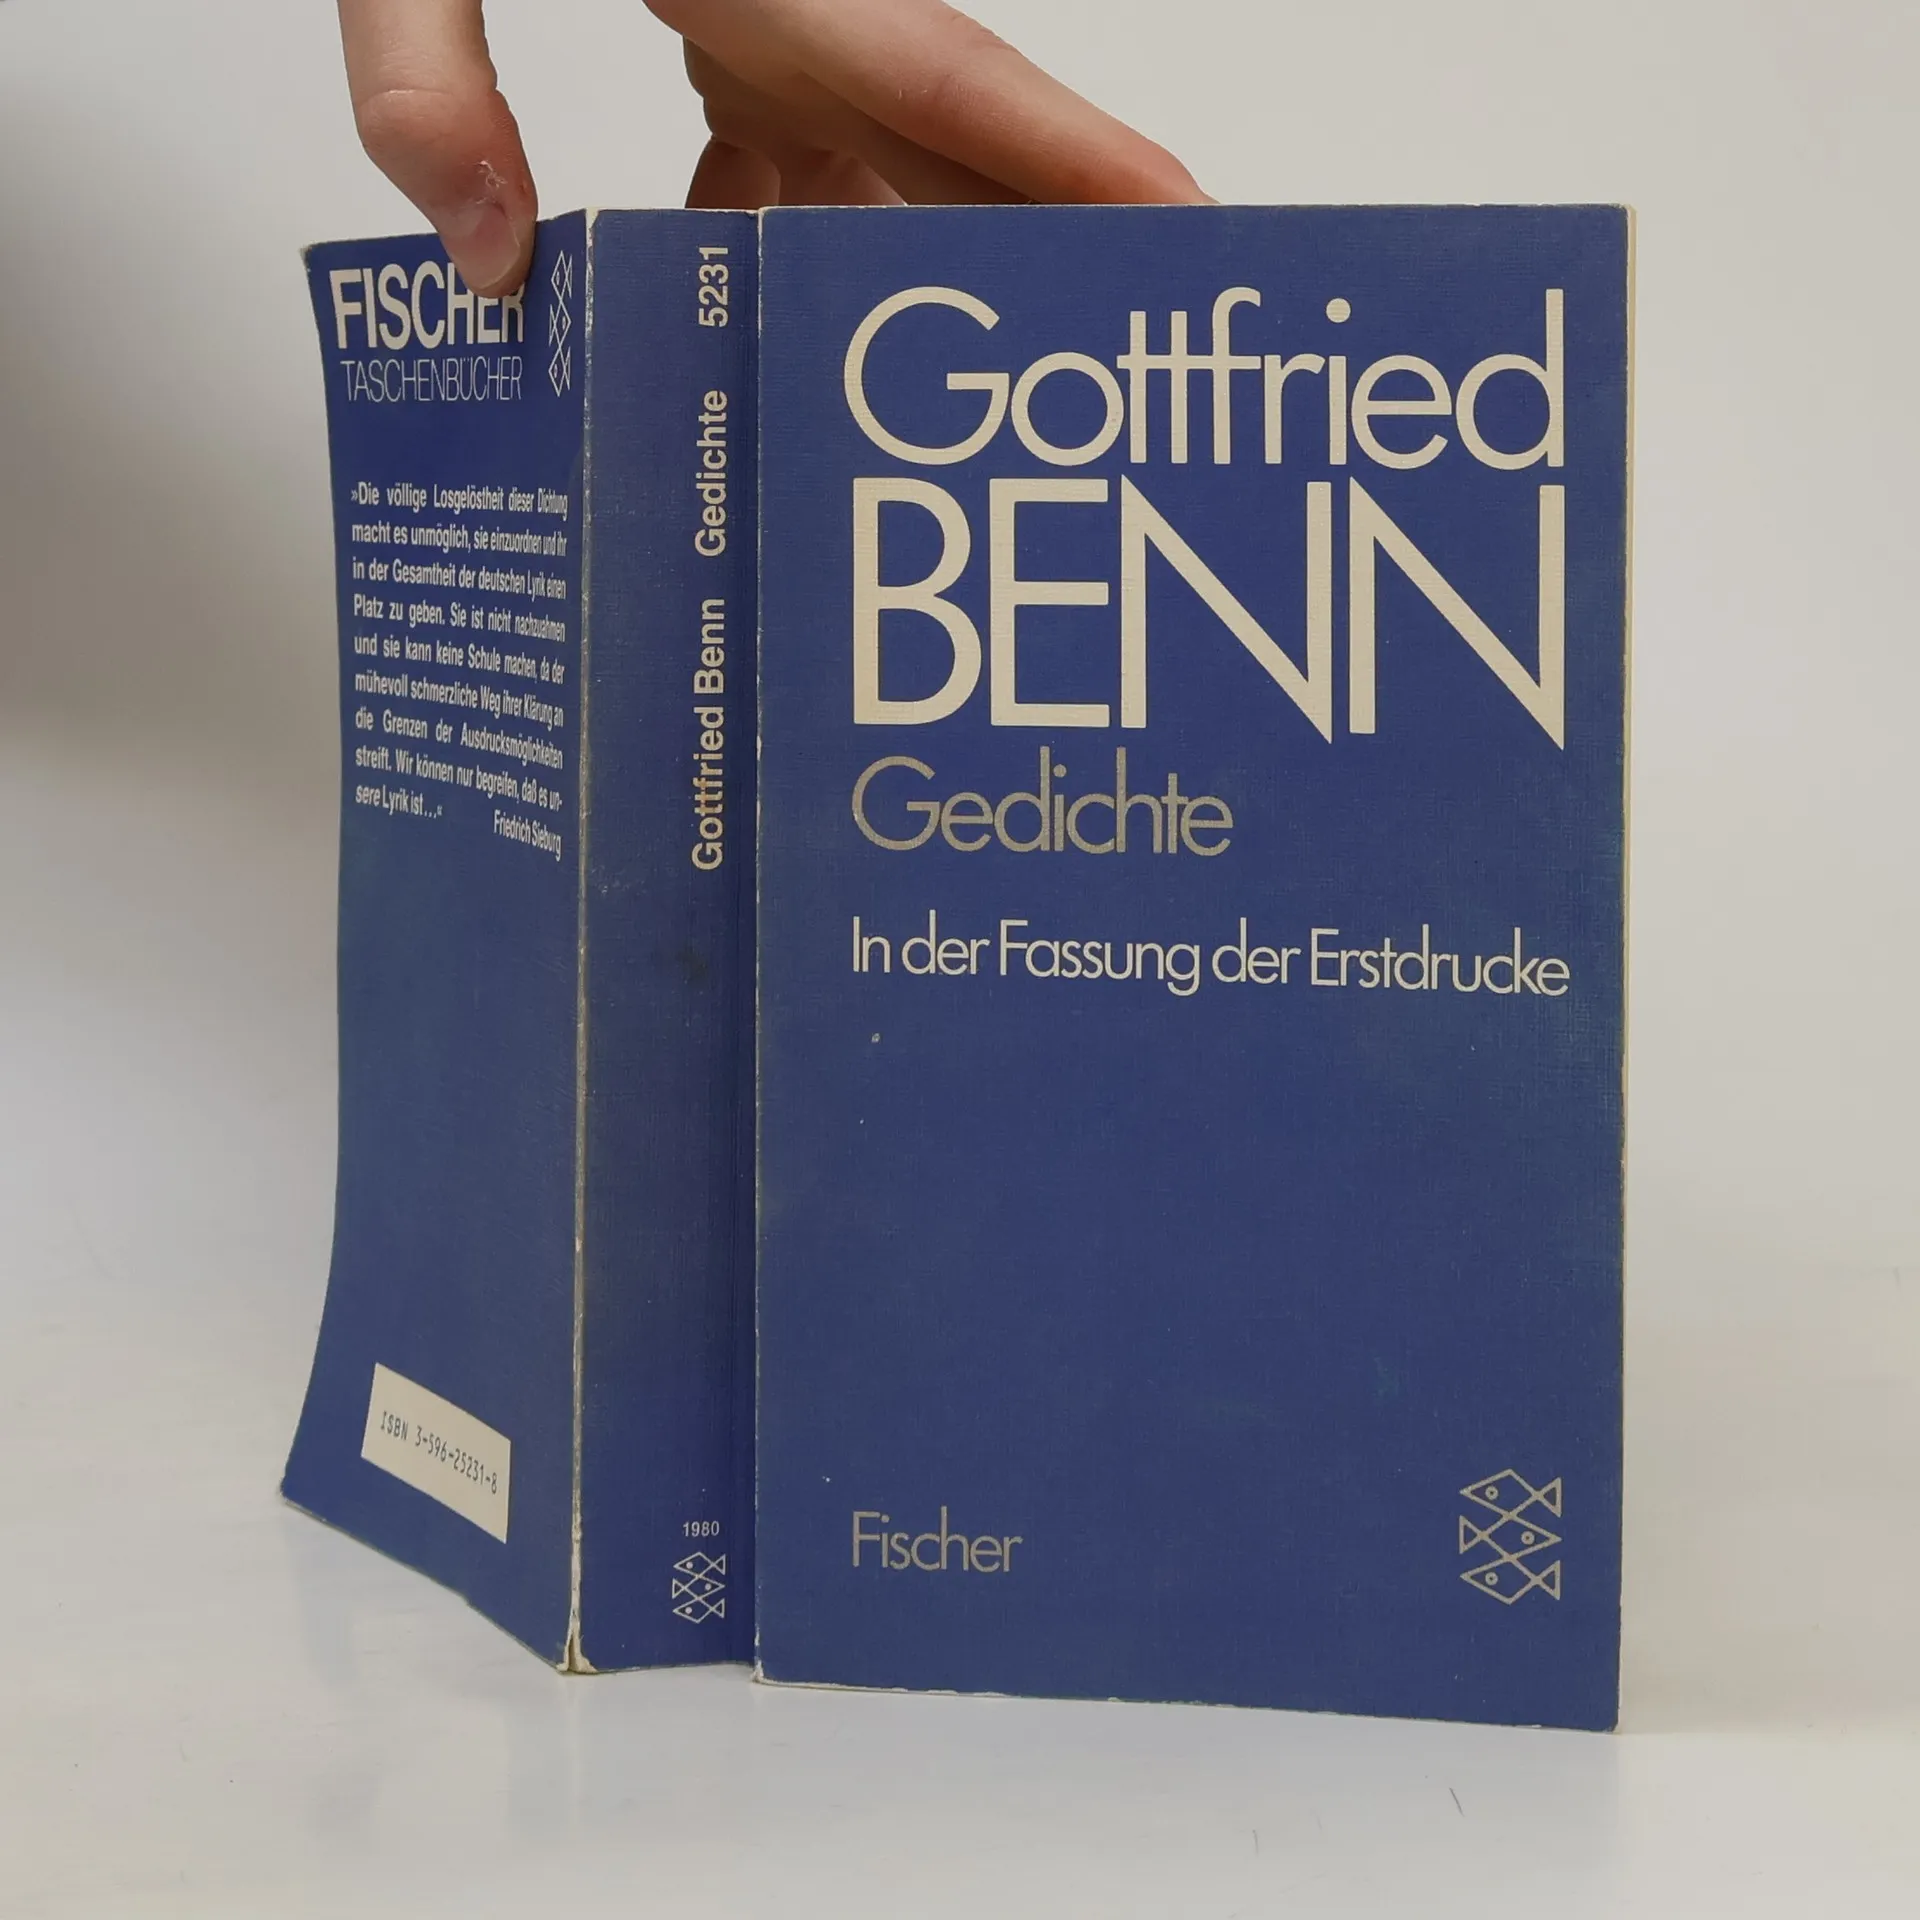 FISCHER
TASCHENBÜCHER
»Die völlige Losgelöstheit dieser Dichtung
macht es unmöglich, sie einzuordnen und ihr
in der Gesamtheit der deutschen Lyrik einen
Platz zu geben. Sie ist nicht nachzuahmen
und sie kann keine Schule machen, da der
mühevoll schmerzliche Weg ihrer Klärung an
die Grenzen der Ausdrucksmöglichkeiten
streift. Wir können nur begreifen, daß es un-
sere Lyrik ist...«
Friedrich Sieburg
ISBN 3-596-25231-8
Gottfried Benn Gedichte 5231
1980
Gottfried
BENN
Gedichte
In der Fassung der Erstdrucke
Fischer